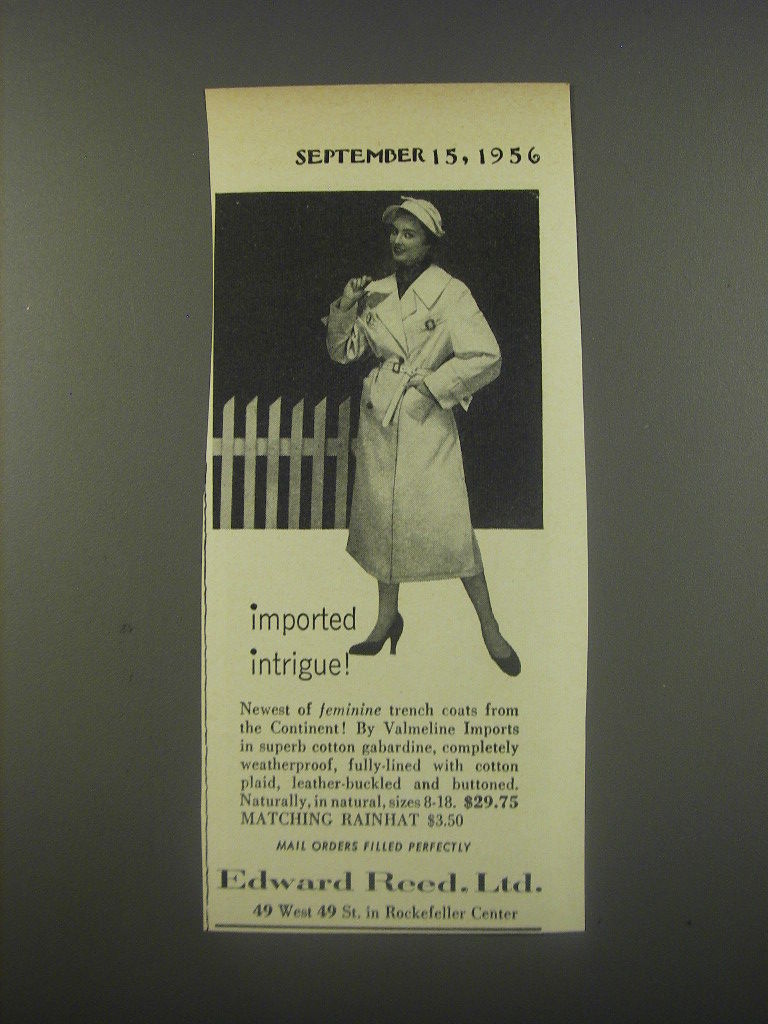 SEPTEMBER 15, 1956
imported
intrigue!
Newest of feminine trench coats from
the Continent! By Valmeline Imports
in superb cotton gabardine, completely
weatherproof, fully-lined with cotton
plaid, leather-buckled and buttoned.
Naturally, in natural, sizes 8-18. $29.75
MATCHING RAINHAT $3.50
MAIL ORDERS FILLED PERFECTLY
Edward Reed, Ltd.
49 West 49 St. in Rockefeller Center